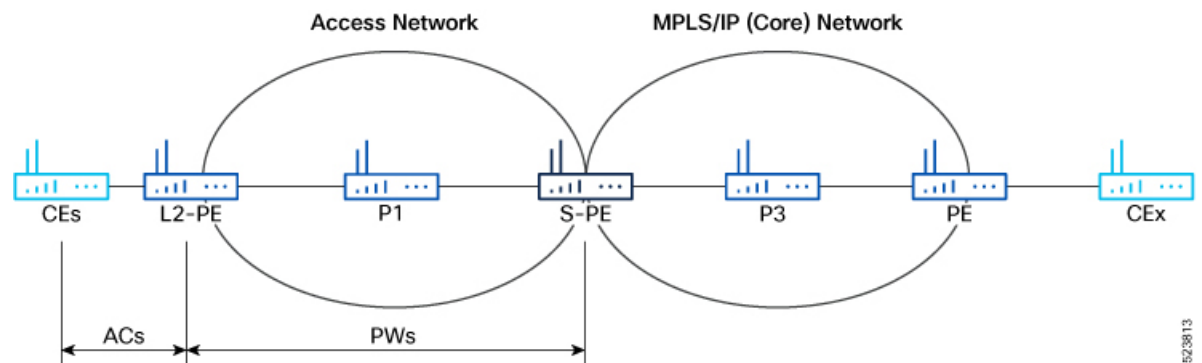 Access Network
MPLS/IP (Core) Network
CEs
L2-PE
P1
S-PE
P3
PE
CEx
ACs
PWs
523813